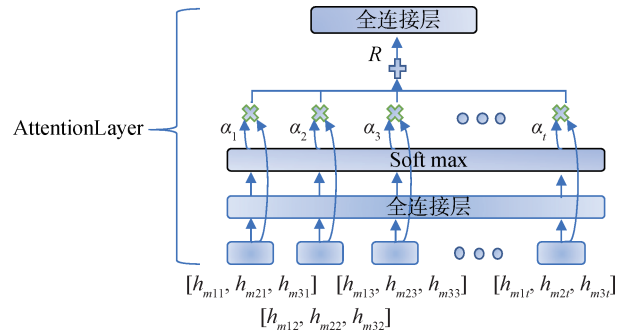 全连接层
R
AttentionLayer
α1 α2 α3 αt
Soft max
全连接层
[hm11, hm21, hm31] [hm13, hm23, hm33] [hm1t, hm2t, hm3t]
[hm12, hm22, hm32]